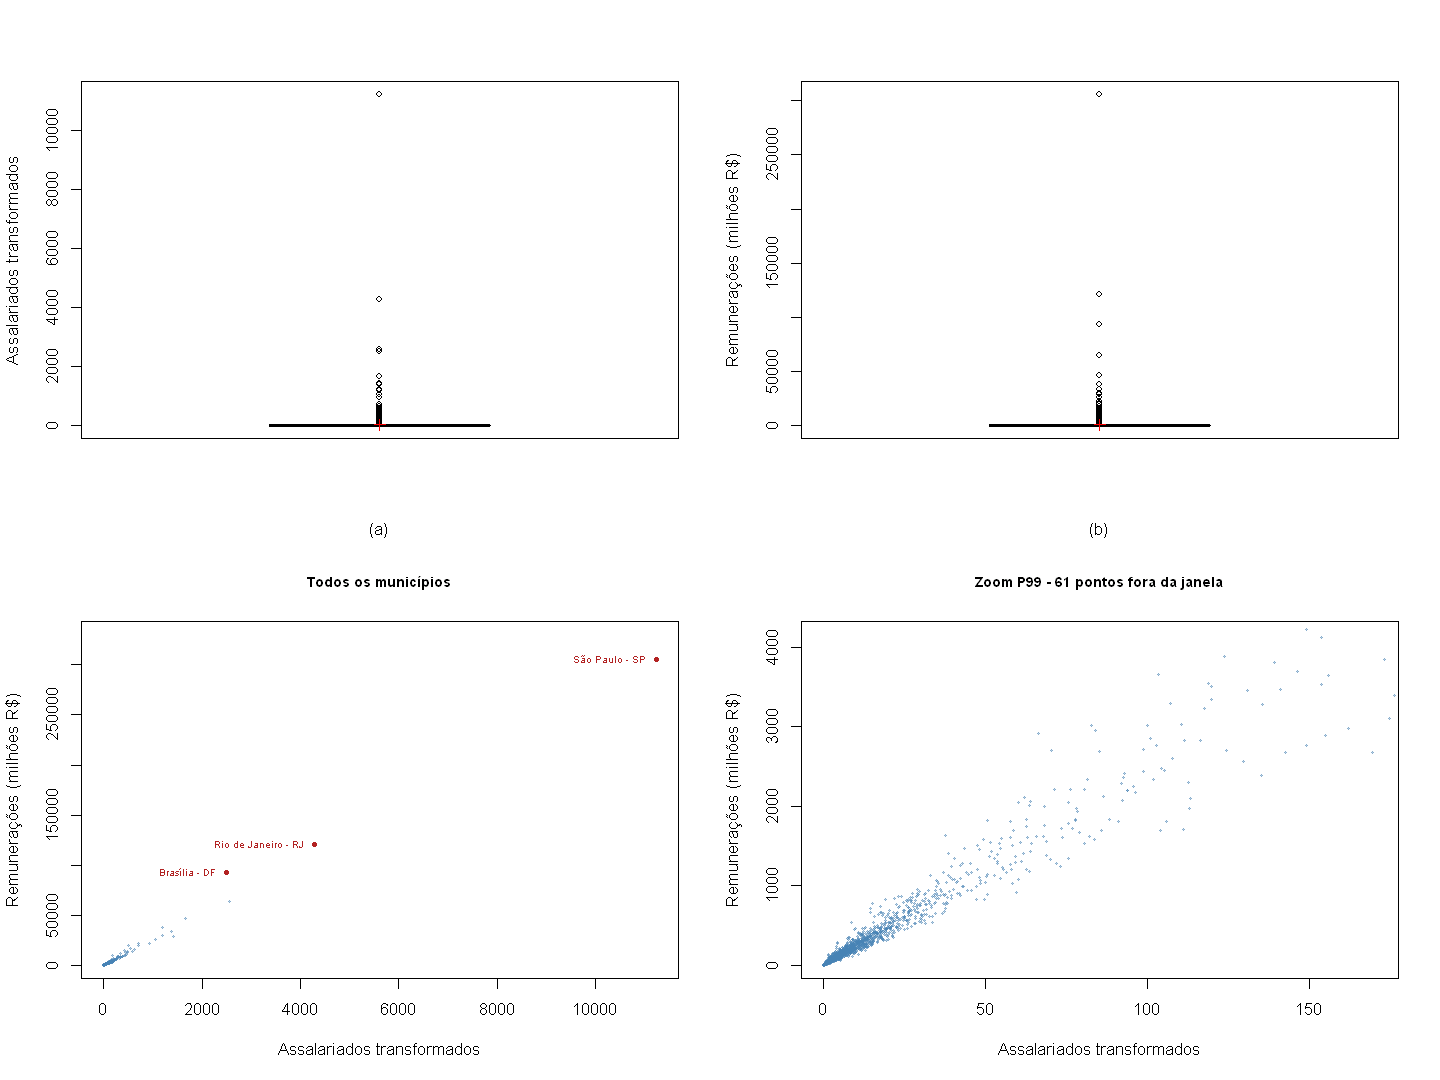 Assalariados transformados
0 2000 4000 6000 8000 10000
Remunerações (milhões R$)
0 50000 150000 250000
(a)
(b)
Todos os municípios
Remunerações (milhões R$)
0 50000 150000 250000
São Paulo - SP
Rio de Janeiro - RJ
Brasília - DF
0 2000 4000 6000 8000 10000
Assalariados transformados
Zoom P99 - 61 pontos fora da janela
Remunerações (milhões R$)
0 1000 2000 3000 4000
0 50 100 150
Assalariados transformados